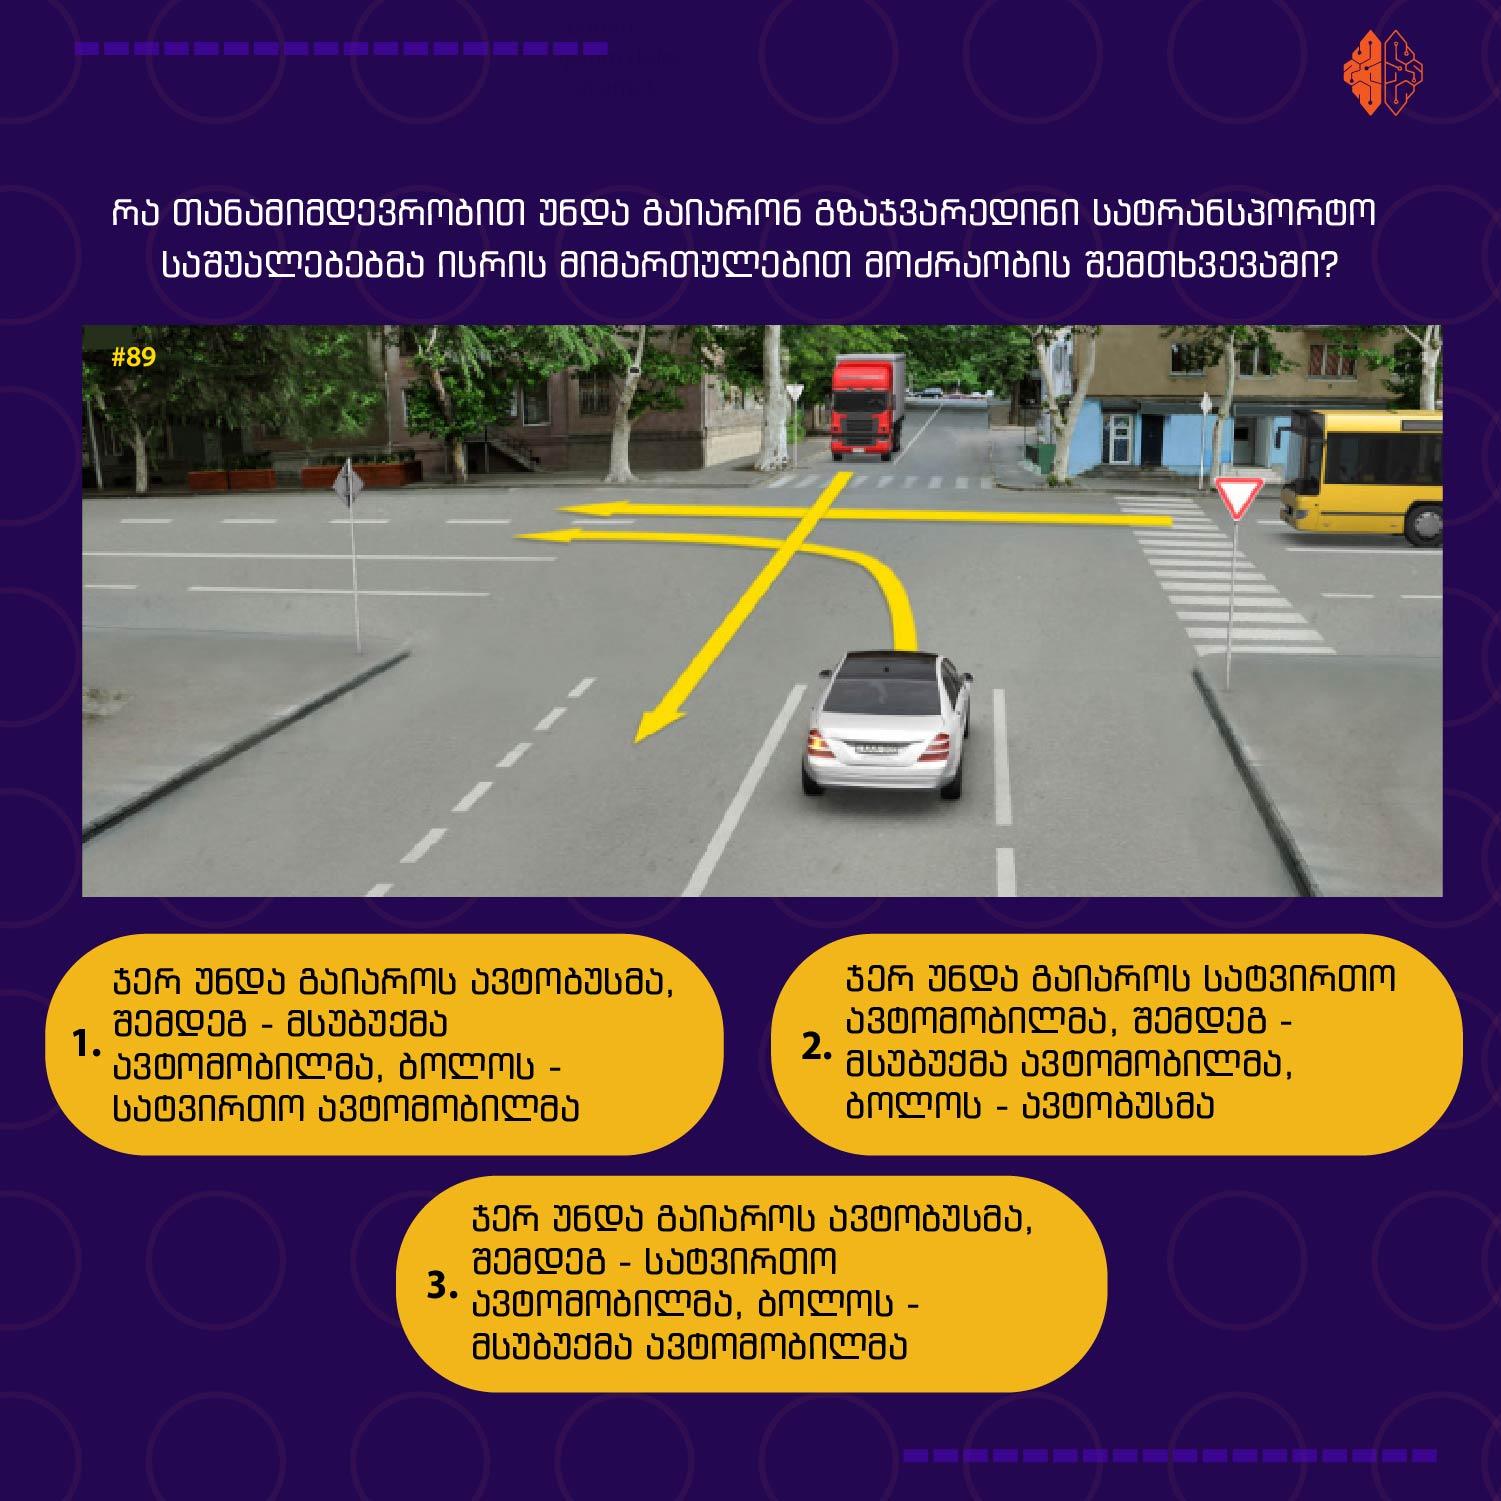 რა თანამიმდევრობით უნდა გაიარონ გზაჯვარედინი სატრანსპორტო
საშუალებებმა ისრის მიმართულებით მოძრაობის შემთხვევაში?
#89
1. ჯერ უნდა გაიაროს ავტობუსმა,
შემდეგ - მსუბუქმა
ავტომობილმა, ბოლოს -
სატვირთო ავტომობილმა
2. ჯერ უნდა გაიაროს სატვირთო
ავტომობილმა, შემდეგ -
მსუბუქმა ავტომობილმა,
ბოლოს - ავტობუსმა
3. ჯერ უნდა გაიაროს ავტობუსმა,
შემდეგ - სატვირთო
ავტომობილმა, ბოლოს -
მსუბუქმა ავტომობილმა